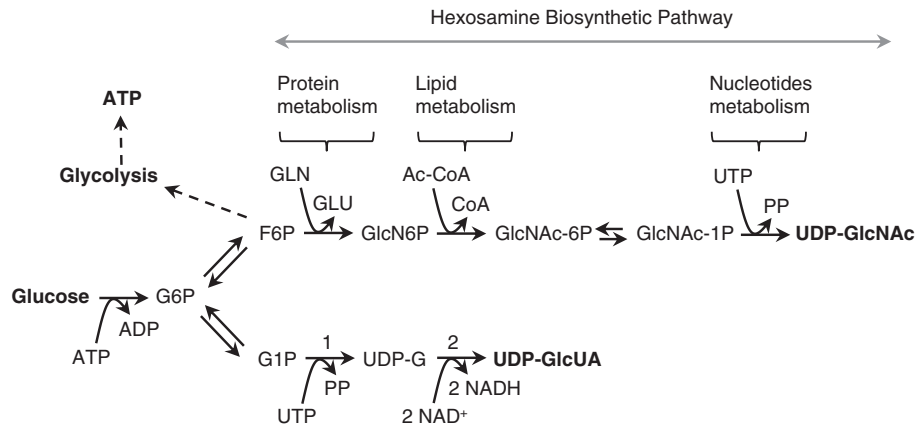 Hexosamine Biosynthetic Pathway
Protein
metabolism
Lipid
metabolism
Nucleotides
metabolism
ATP
Glycolysis
GLN
GLU
Ac-CoA
CoA
UTP
PP
F6P
GlcN6P
GlcNAc-6P
GlcNAc-1P
UDP-GlcNAc
Glucose
G6P
ATP
ADP
G1P
1
UDP-G
2
UDP-GlcUA
UTP
PP
2 NAD⁺
2 NADH